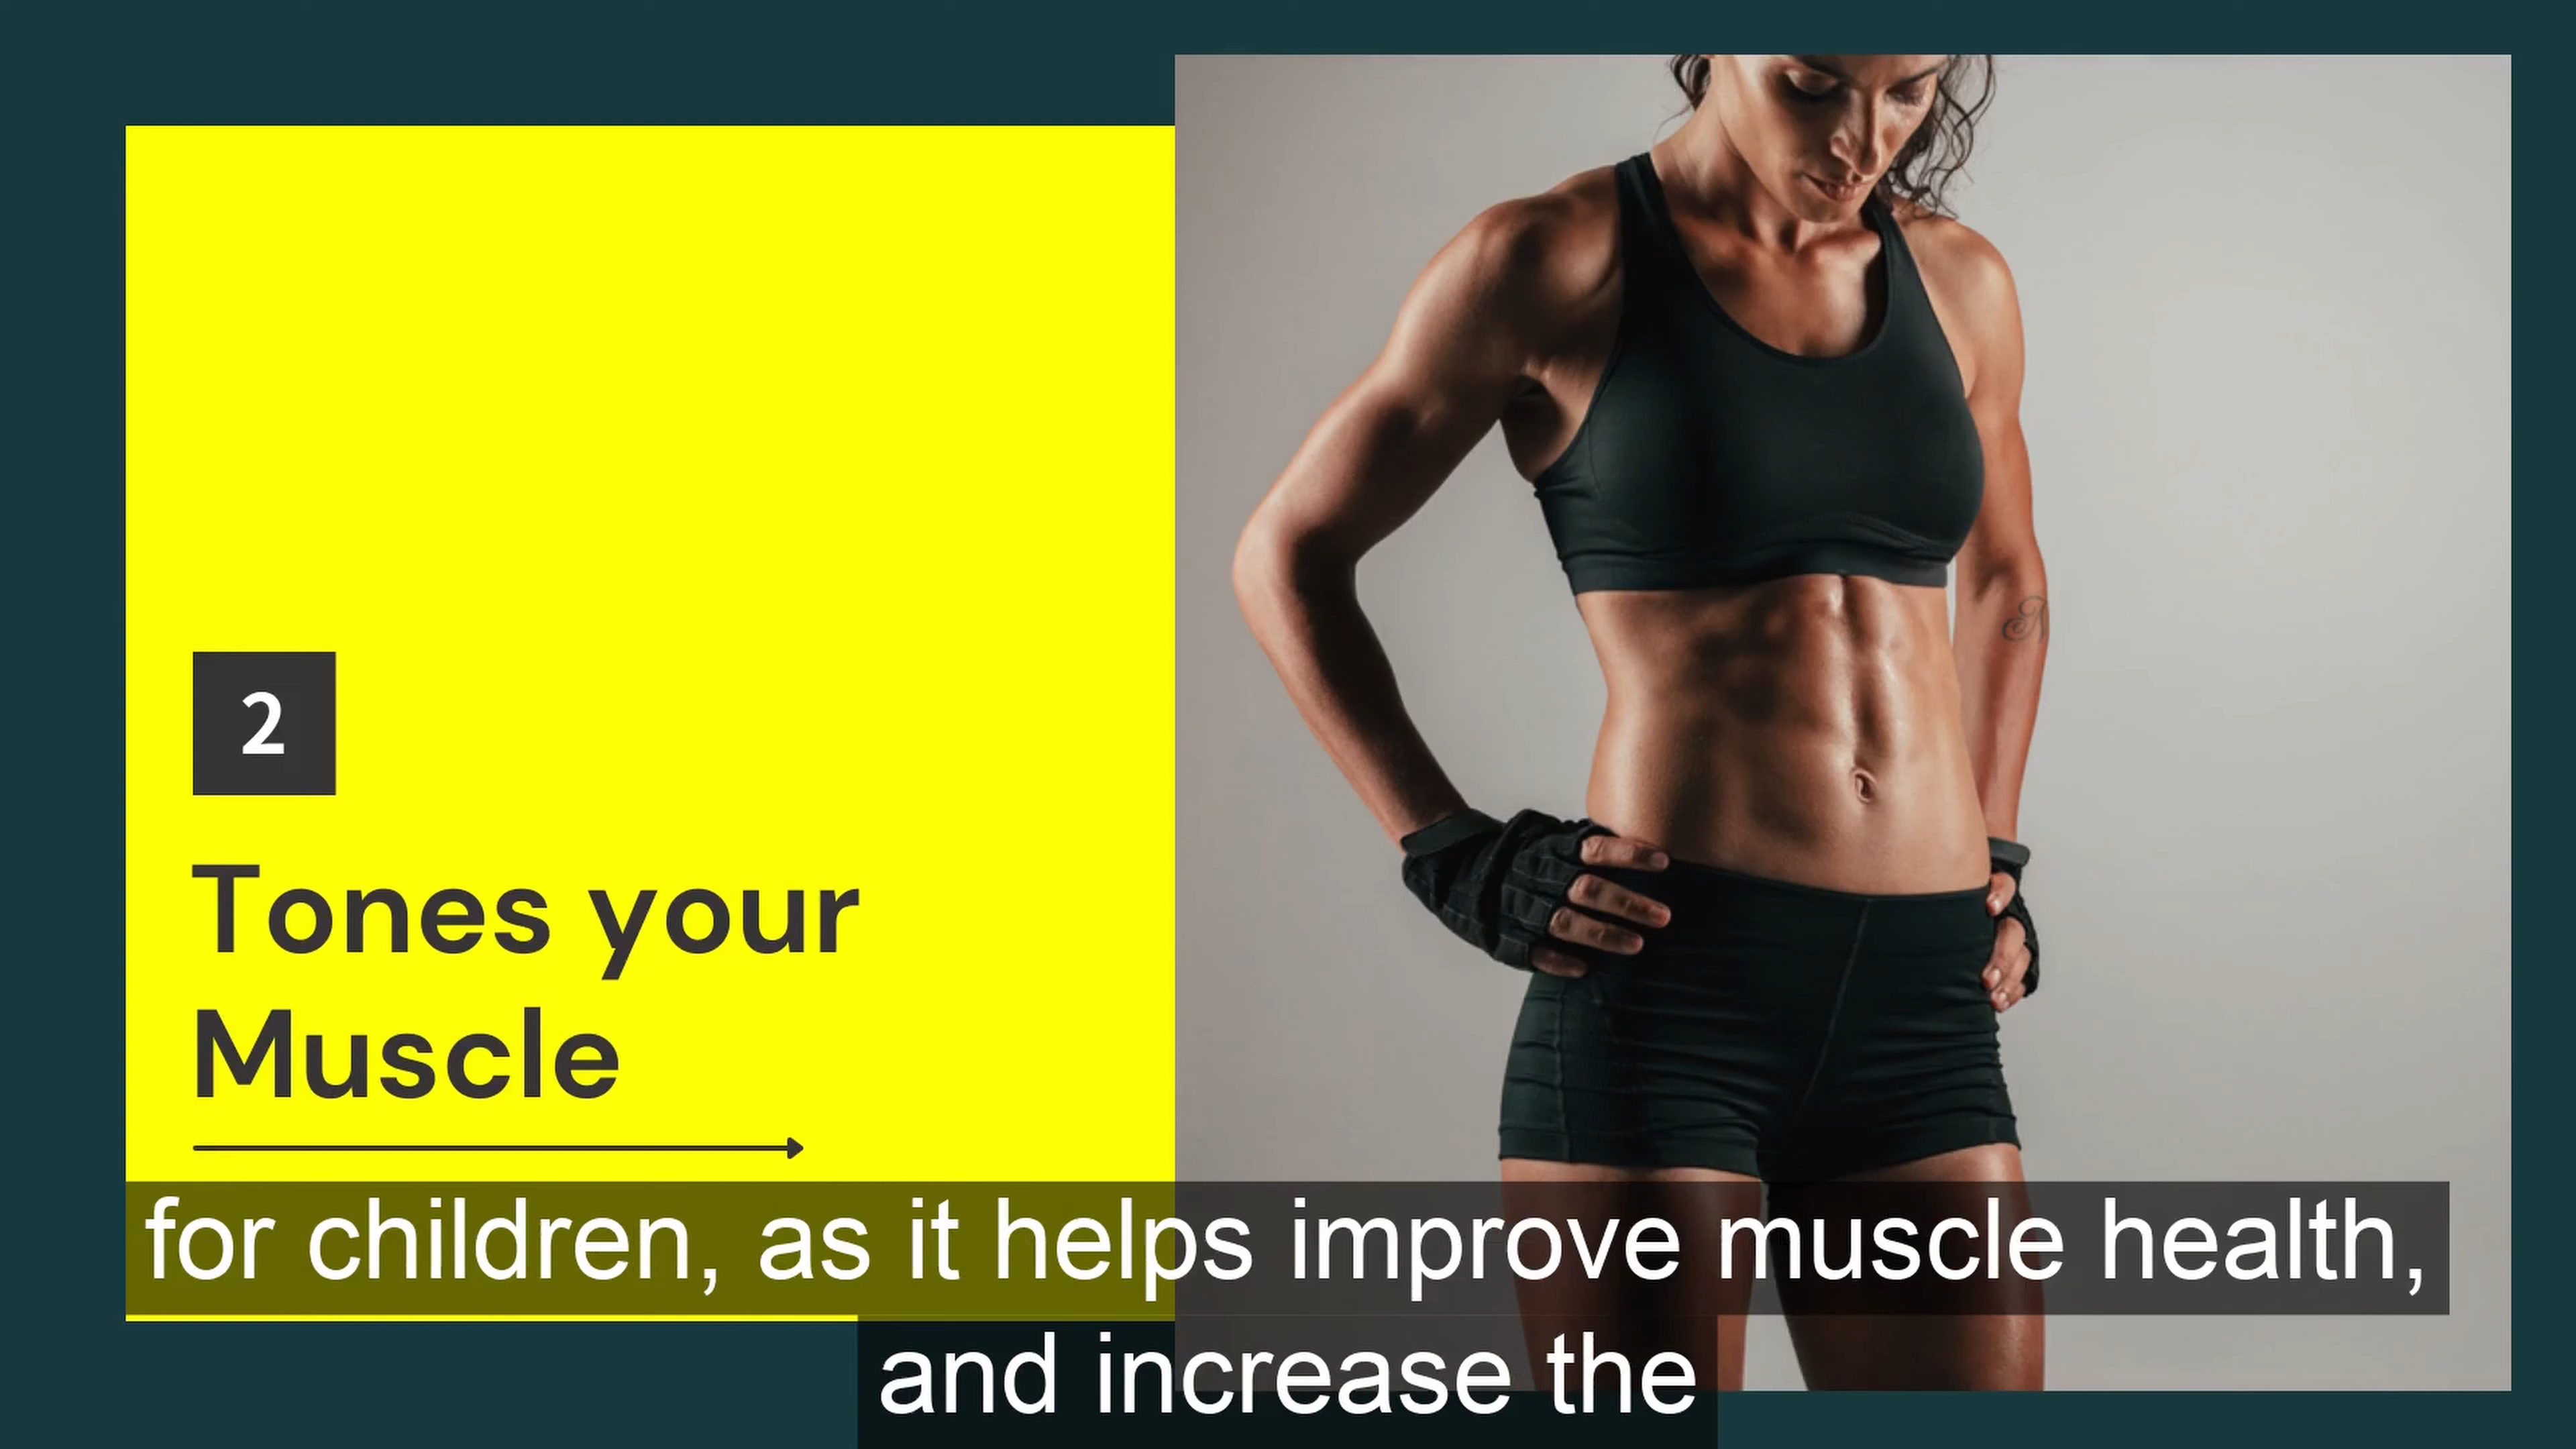 2
Tones your
Muscle
for children, as it helps improve muscle health,
and increase the